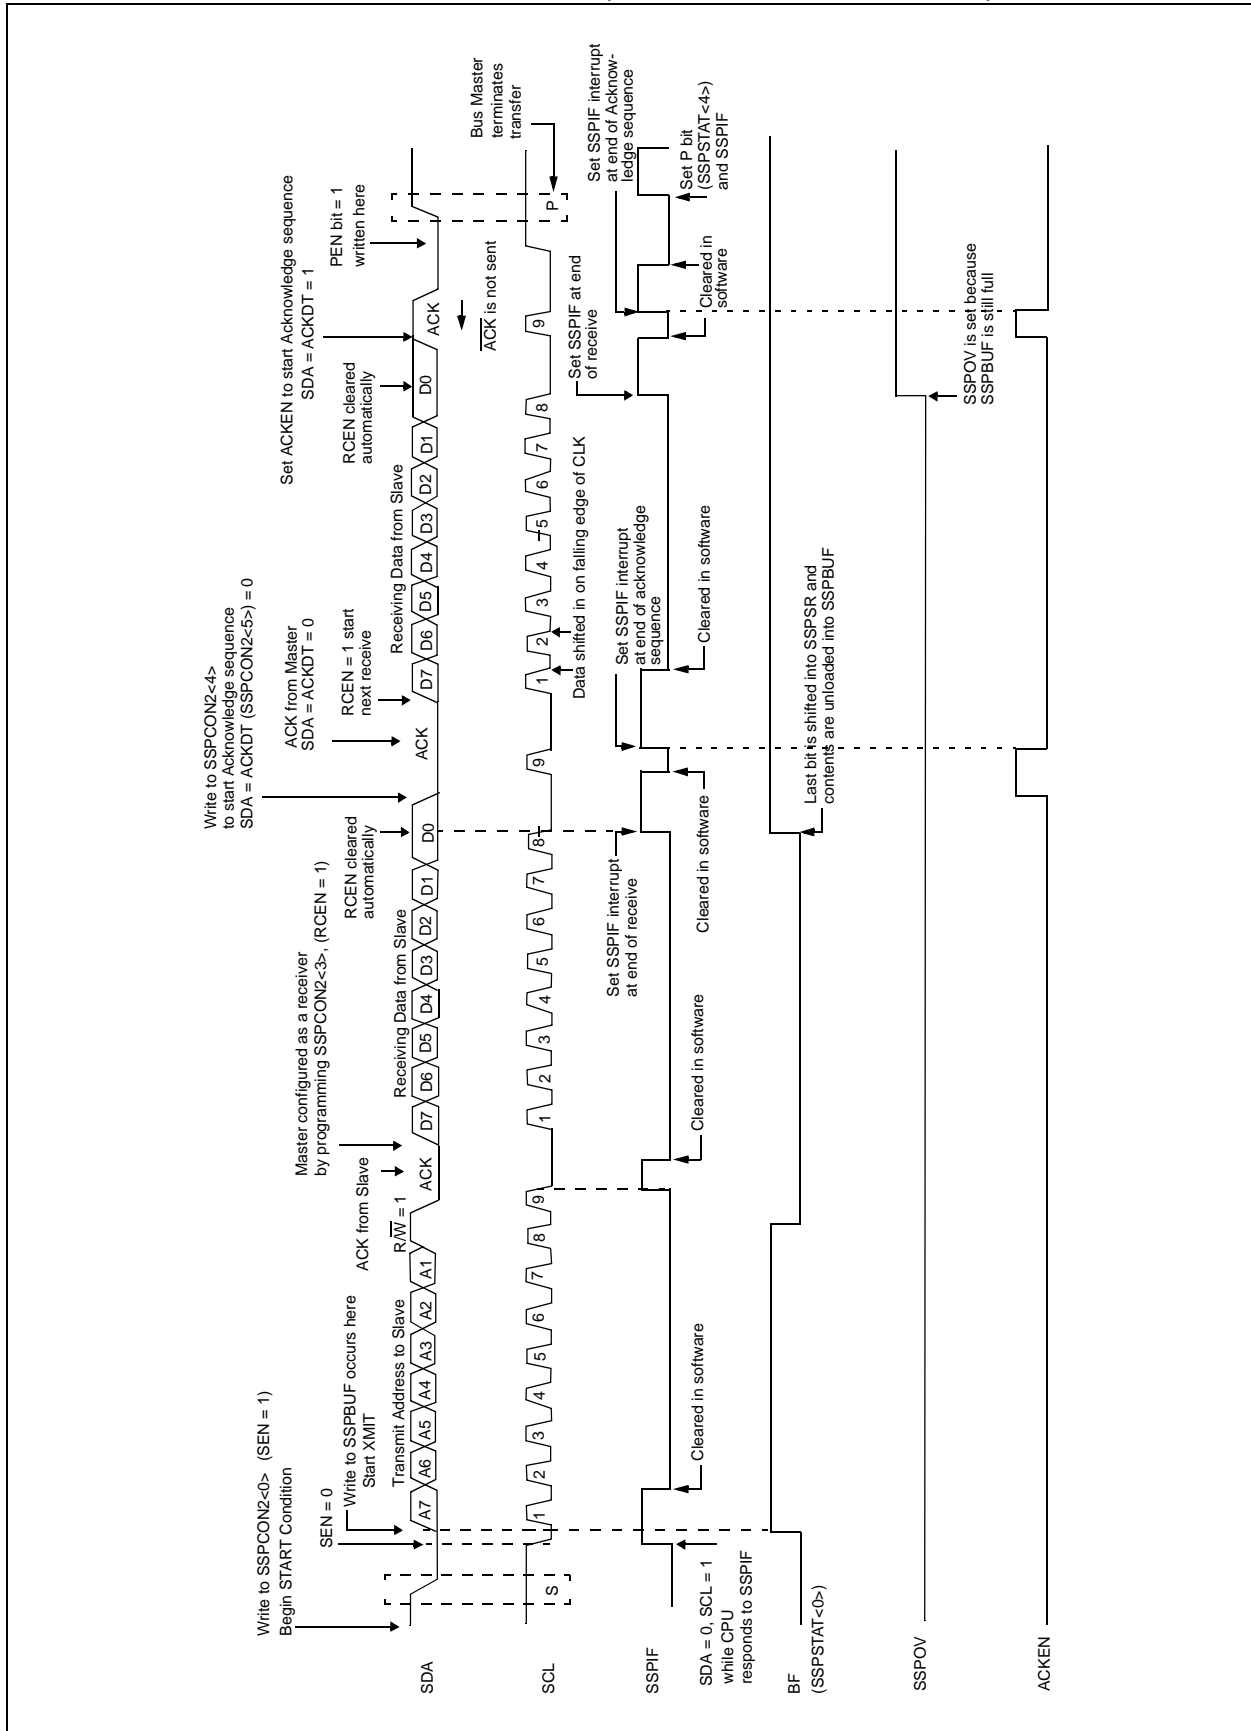 Write to SSPCON2<0> (SEN = 1)
Begin START Condition
SEN = 0
Write to SSPBUF occurs here
Start XMIT
Transmit Address to Slave
R/W = 1
ACK from Slave
Master configured as a receiver
by programming SSPCON2<3>, (RCEN = 1)
Receiving Data from Slave
RCEN cleared
automatically
Write to SSPCON2<4>
to start Acknowledge sequence
SDA = ACKDT (SSPCON2<5>) = 0
ACK from Master
SDA = ACKDT = 0
RCEN = 1 start
next receive
Receiving Data from Slave
RCEN cleared
automatically
Set ACKEN to start Acknowledge sequence
SDA = ACKDT = 1
PEN bit = 1
written here
SDA
A7 A6 A5 A4 A3 A2 A1
ACK
D7 D6 D5 D4 D3 D2 D1 D0
ACK
D7 D6 D5 D4 D3 D2 D1 D0
ACK
ACK is not sent
Bus Master
terminates
transfer
SCL
S
1 2 3 4 5 6 7 8 9
1 2 3 4 5 6 7 8
9
1 2 3 4 5 6 7 8
9
P
Data shifted in on falling edge of CLK
SSPIF
SDA = 0, SCL = 1
while CPU
responds to SSPIF
Cleared in software
Cleared in software
Set SSPIF interrupt
at end of receive
Cleared in software
Set SSPIF interrupt
at end of acknowledge
sequence
Cleared in software
Set SSPIF at end
of receive
Cleared in
software
Set SSPIF interrupt
at end of Acknow-
ledge sequence
Set P bit
(SSPSTAT<4>)
and SSPIF
BF
(SSPSTAT<0>)
Last bit is shifted into SSPSR and
contents are unloaded into SSPBUF
SSPOV
SSPOV is set because
SSPBUF is still full
ACKEN